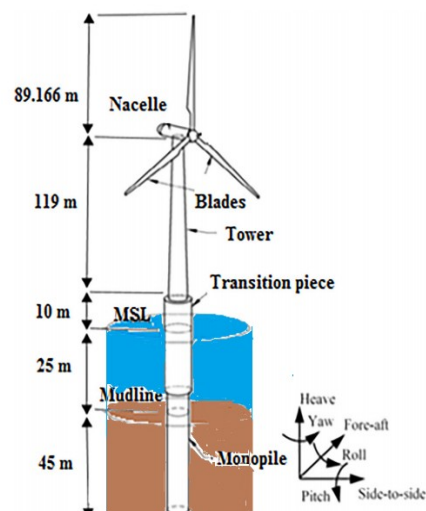 89.166 m
Nacelle
119 m
Blades
Tower
Transition piece
10 m
MSL
25 m
Mudline
45 m
Monopile
Heave
Yaw
Fore-aft
Roll
Pitch
Side-to-side